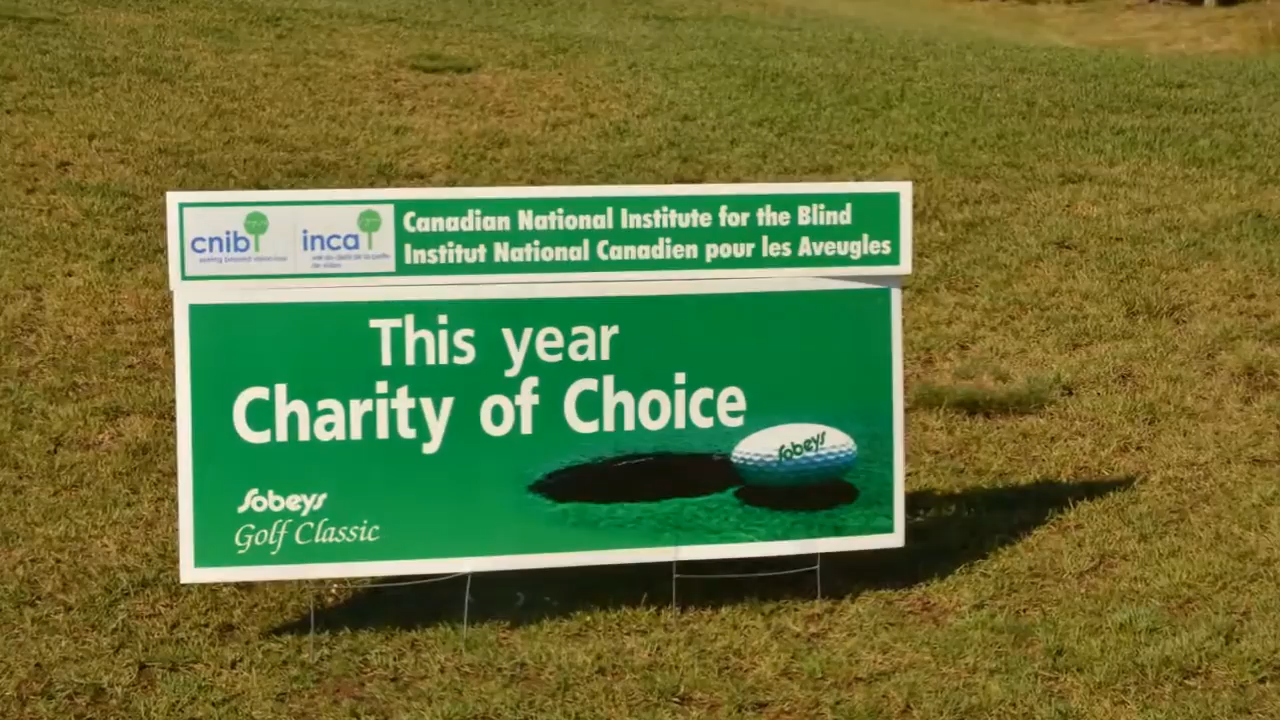 cnib
inca
Canadian National Institute for the Blind
Institut National Canadien pour les Aveugles
This year
Charity of Choice
Sobeys
Sobeys
Golf Classic